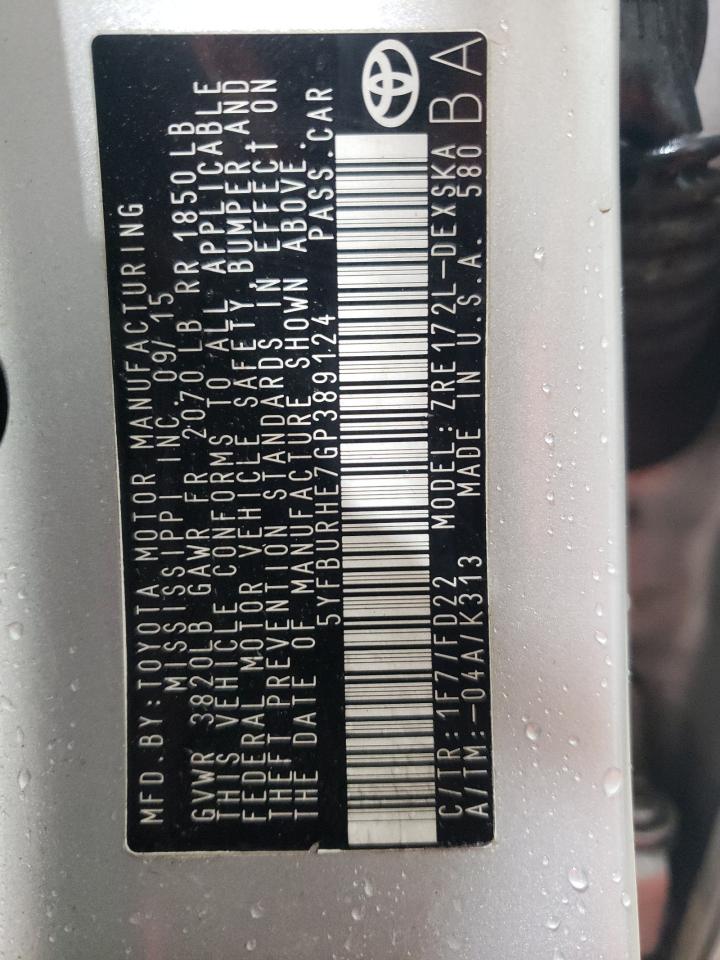 MFD.BY:TOYOTA MOTOR MANUFACTURING
MISSISSIPPI INC. 09/15
GVWR 3820LB GAWR FR 2070LB RR 1850LB
THIS VEHICLE CONFORMS TO ALL APPLICABLE
FEDERAL MOTOR VEHICLE SAFETY, BUMPER AND
THEFT PREVENTION STANDARDS IN EFFECT ON
THE DATE OF MANUFACTURE SHOWN ABOVE.
5YFBURHE7GP389124 PASS.CAR
C/TR:1F7/FD22 MODEL:ZRE172L-DEXSKA
A/TM:-04A/K313 MADE IN U.S.A. 580
BA